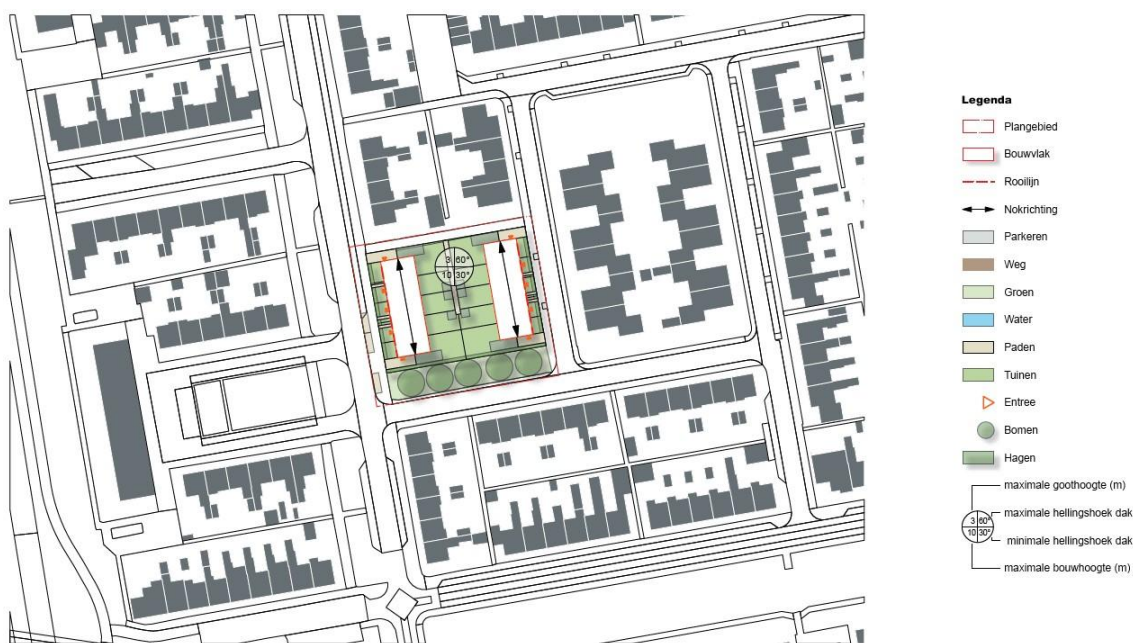 3 60°
10 30°
Legenda
Plangebied
Bouwvlak
Rooilijn
Nokrichting
Parkeren
Weg
Groen
Water
Paden
Tuinen
Entree
Bomen
Hagen
maximale goothoogte (m)
maximale hellingshoek dak
3 60°
10 30°
minimale hellingshoek dak
maximale bouwhoogte (m)